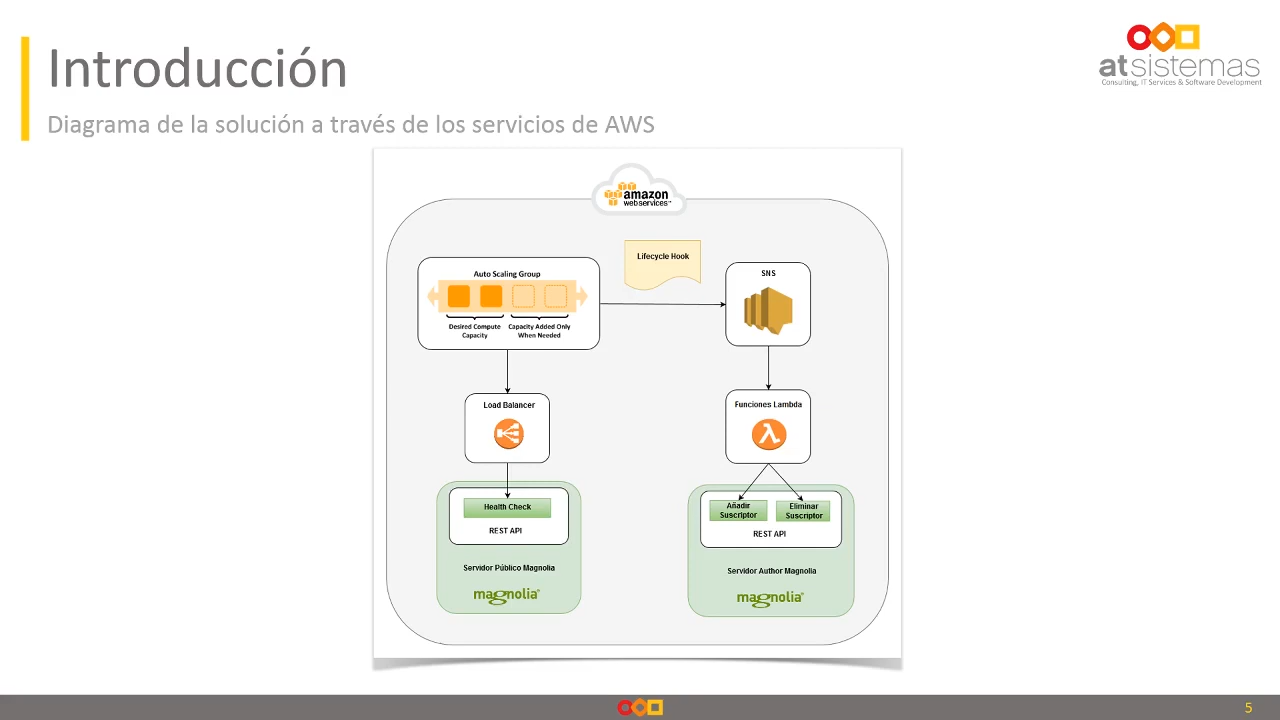 Introducción
Diagrama de la solución a través de los servicios de AWS
atsistemas
Consulting, IT Services & Software Development
amazon
webservices™
Lifecycle Hook
Auto Scaling Group
Desired Compute
Capacity
Capacity Added Only
When Needed
SNS
Load Balancer
Funciones Lambda
Health Check
REST API
Servidor Público Magnolia
magnolia®
Añadir
Suscriptor
Eliminar
Suscriptor
REST API
Servidor Author Magnolia
magnolia®
5